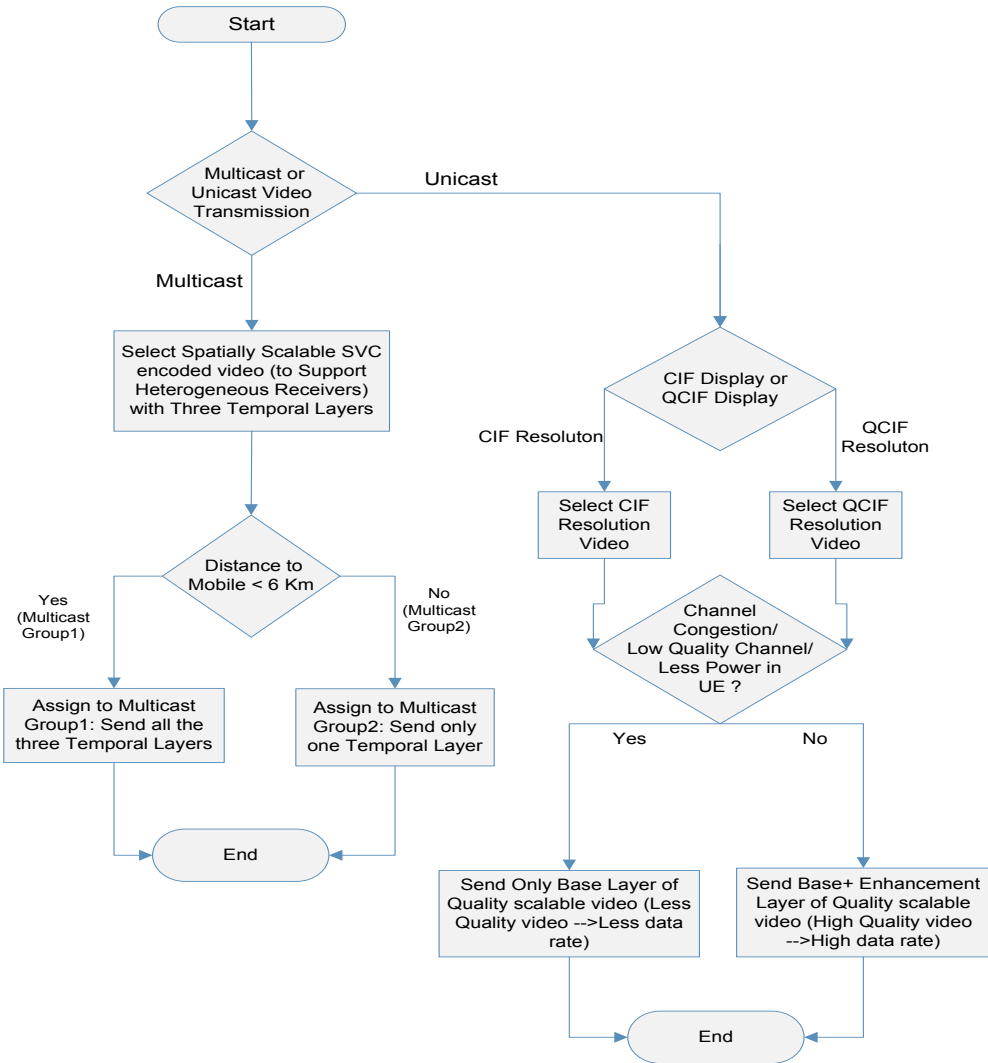 Start
Multicast or
Unicast Video
Transmission
Unicast
Multicast
Select Spatially Scalable SVC
encoded video (to Support
Heterogeneous Receivers)
with Three Temporal Layers
CIF Display or
QCIF Display
CIF Resoluton
QCIF
Resoluton
Select CIF
Resolution
Video
Select QCIF
Resolution
Video
Distance to
Mobile < 6 Km
Yes
(Multicast
Group1)
No
(Multicast
Group2)
Channel
Congestion/
Low Quality Channel/
Less Power in
UE ?
Assign to Multicast
Group1: Send all the
three Temporal Layers
Assign to Multicast
Group2: Send only
one Temporal Layer
Yes
No
End
Send Only Base Layer of
Quality scalable video (Less
Quality video -->Less data
rate)
Send Base+ Enhancement
Layer of Quality scalable
video (High Quality video
-->High data rate)
End